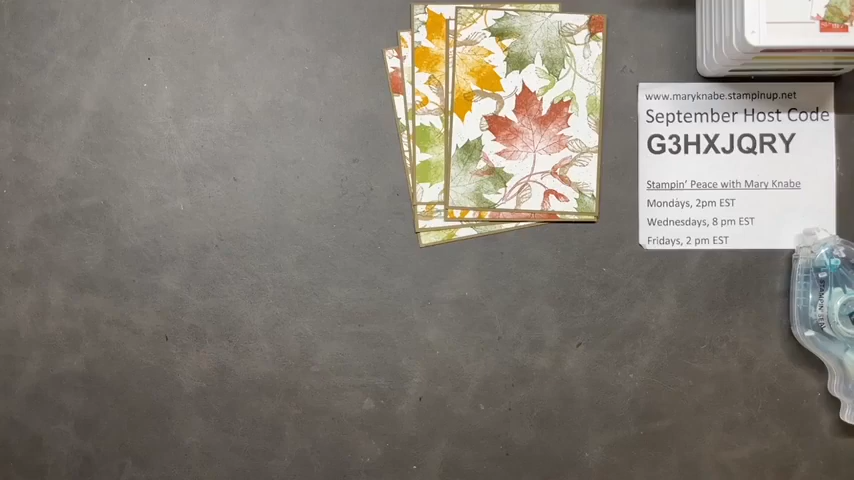 www.maryknabe.stampinup.net
September Host Code
G3HXJQRY
Stampin' Peace with Mary Knabe
Mondays, 2pm EST
Wednesdays, 8 pm EST
Fridays, 2 pm EST